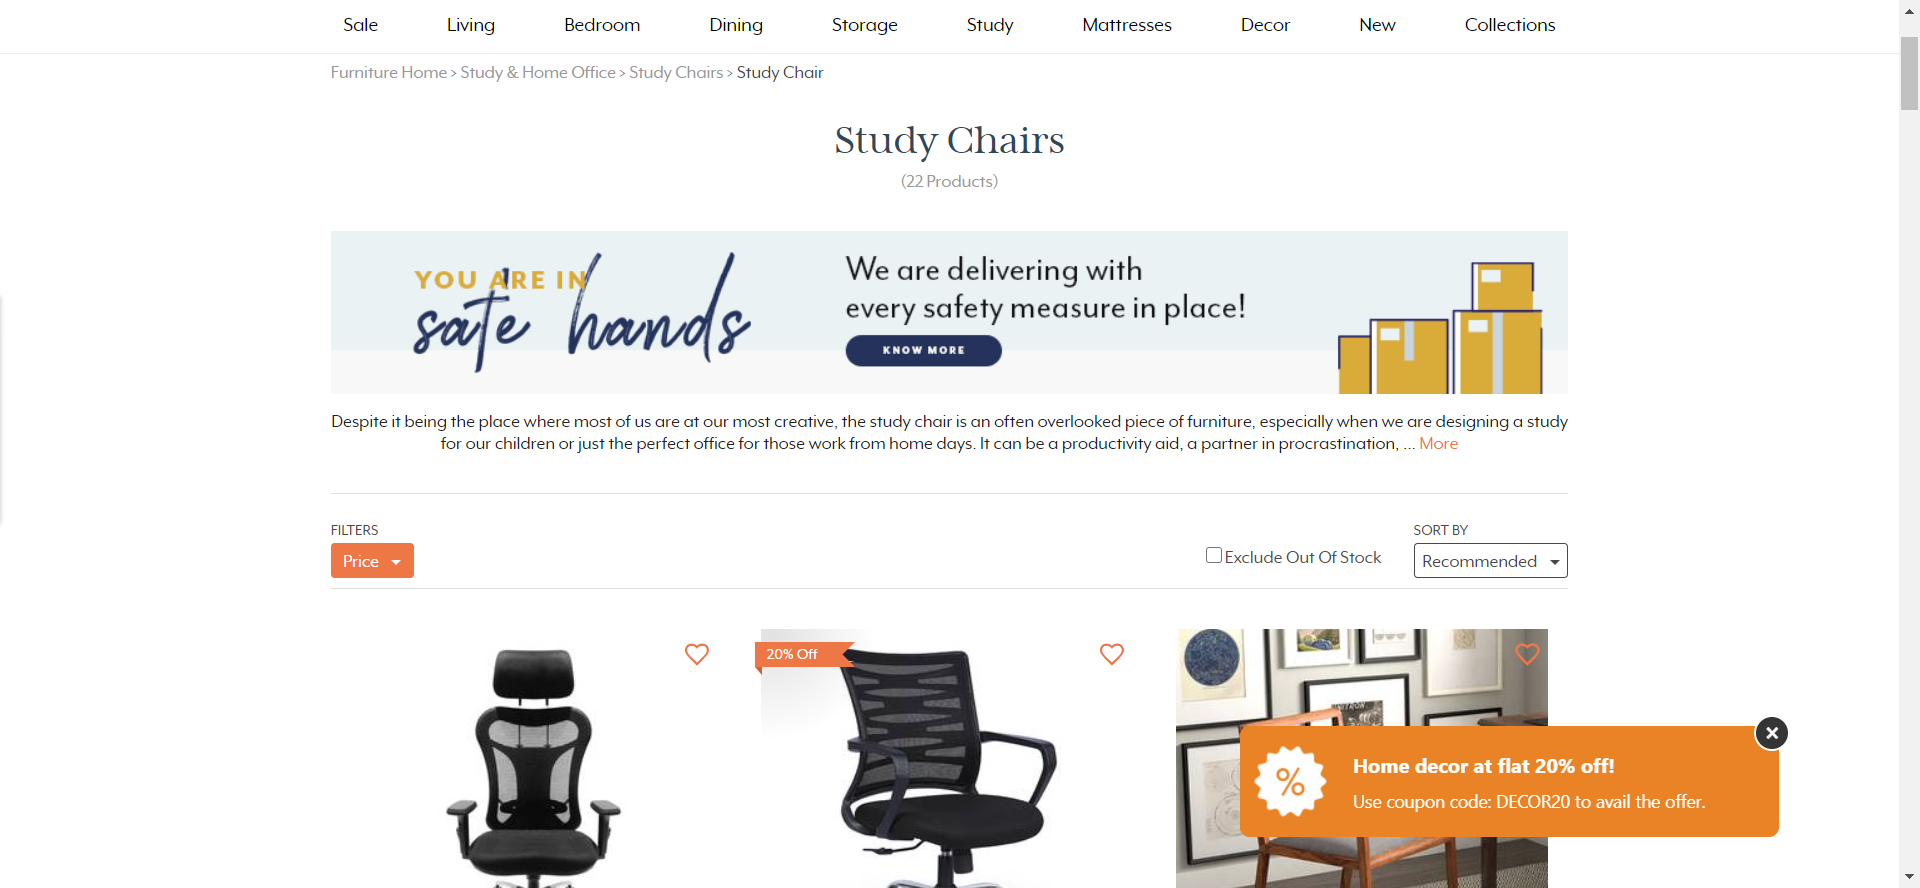 Sale Living Bedroom Dining Storage Study Mattresses Decor New Collections
Furniture Home > Study & Home Office > Study Chairs > Study Chair
Study Chairs
(22 Products)
YOU ARE IN
safe hands
We are delivering with
every safety measure in place!
KNOW MORE
Despite it being the place where most of us are at our most creative, the study chair is an often overlooked piece of furniture, especially when we are designing a study
for our children or just the perfect office for those work from home days. It can be a productivity aid, a partner in procrastination, ... More
FILTERS
Price
Exclude Out Of Stock
SORT BY
Recommended
20% Off
%
Home decor at flat 20% off!
Use coupon code: DECOR20 to avail the offer.